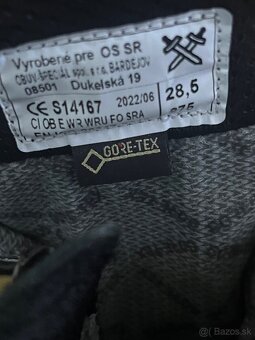 Vyrobené pre OS SR
OBUV ŠPECIÁL spol. s r.o. BARDEJOV
08501 Dukelská 19
CE S14167 2022/06 28,5
CI OB E WR WRU FO SRA 275
GORE-TEX
bazos.sk